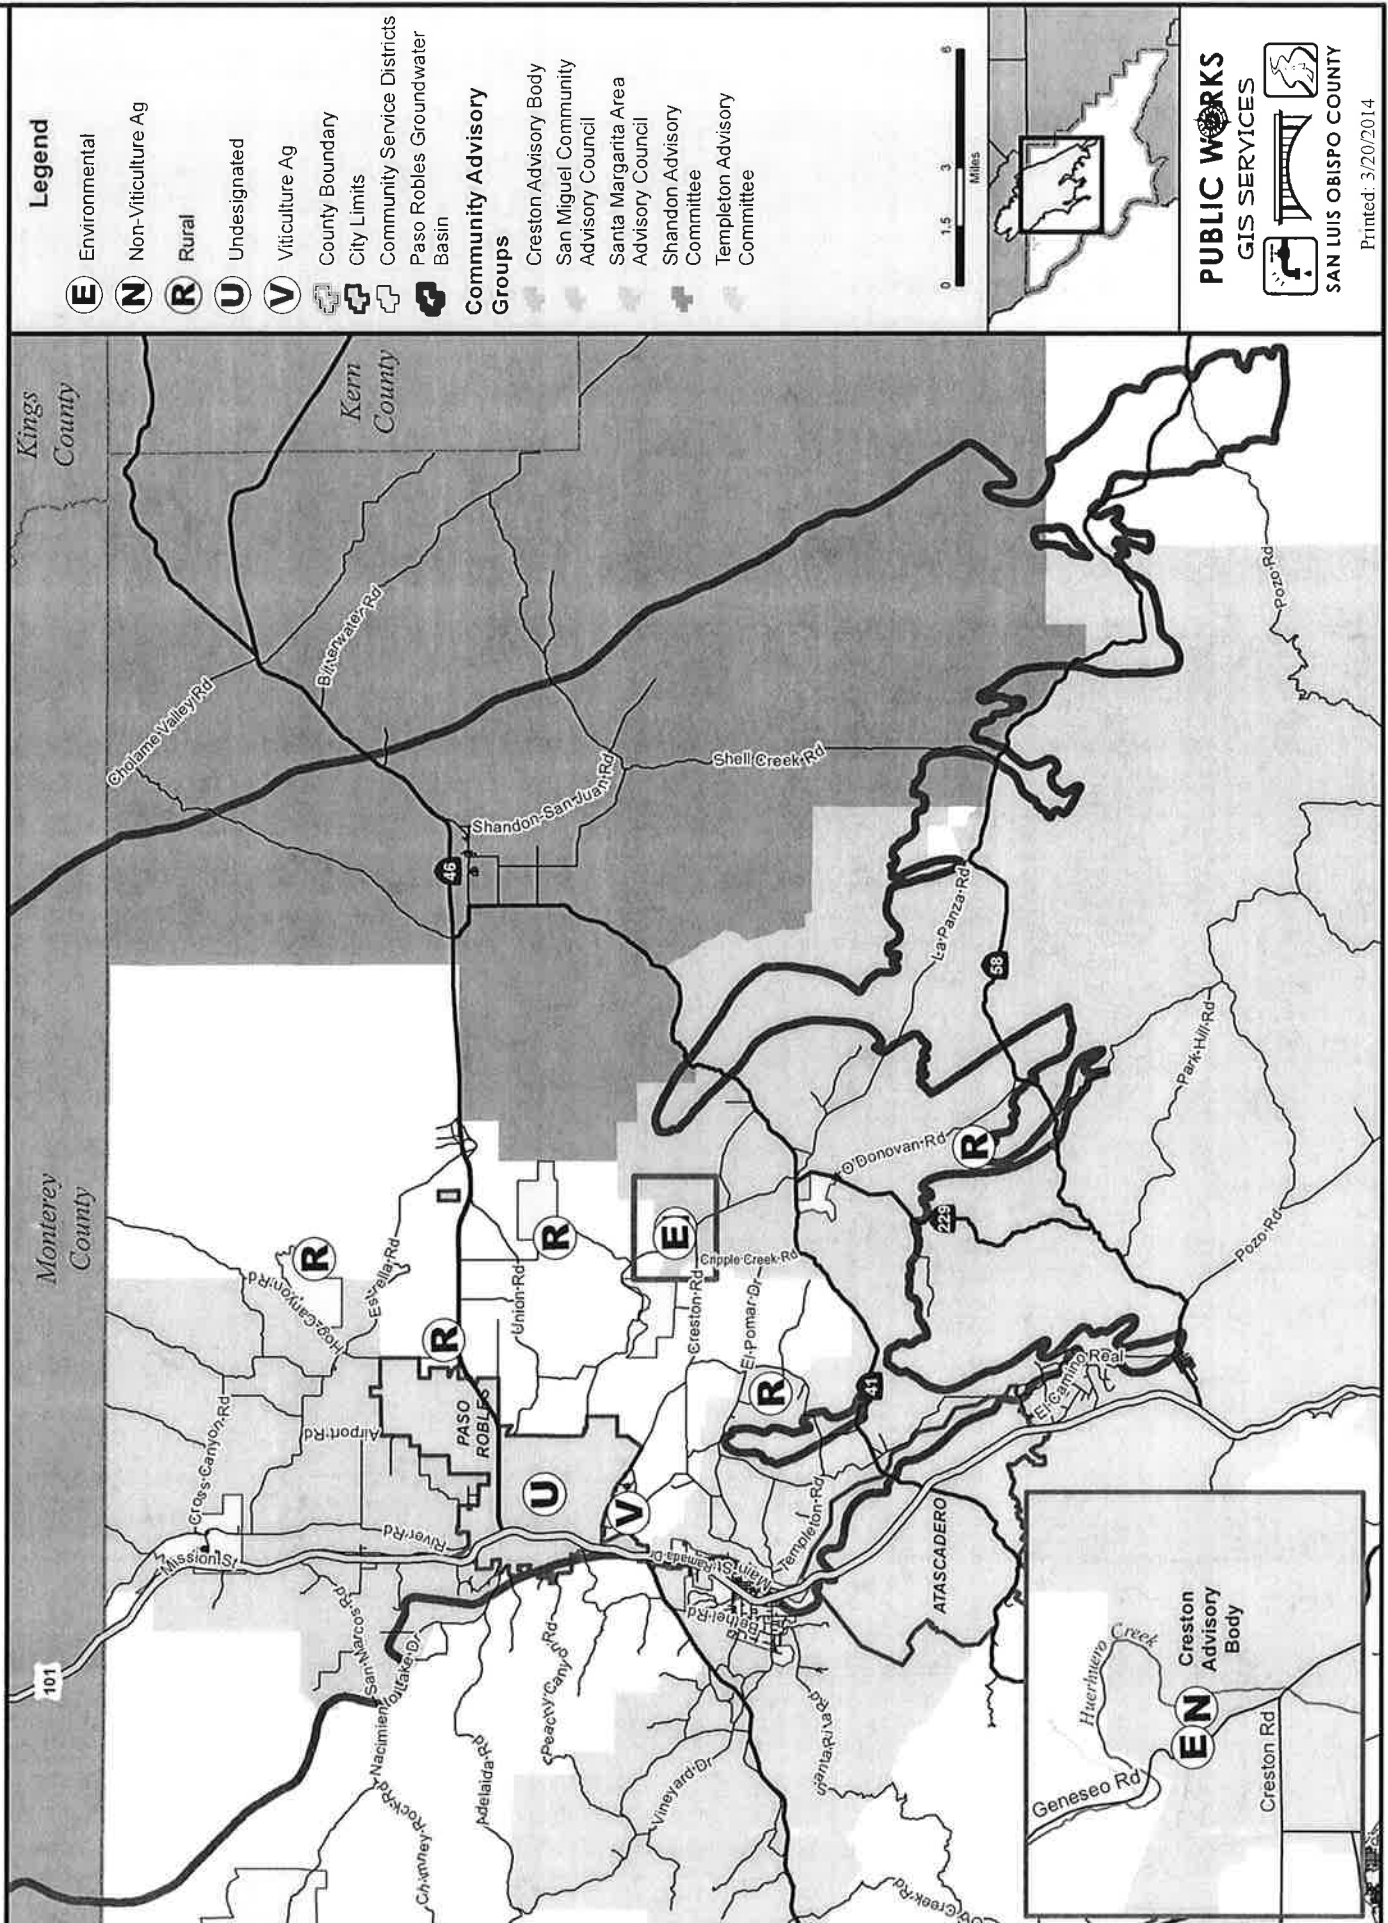 Legend
E Environmental
N Non-Viticulture Ag
R Rural
U Undesignated
V Viticulture Ag
County Boundary
City Limits
Community Service Districts
Paso Robles Groundwater
Basin
Community Advisory
Groups
Creston Advisory Body
San Miguel Community
Advisory Council
Santa Margarita Area
Advisory Council
Shandon Advisory
Committee
Templeton Advisory
Committee
0 1.5 3 6
Miles
PUBLIC WORKS
GIS SERVICES
SAN LUIS OBISPO COUNTY
Printed: 3/20/2014
Monterey
County
Kings
County
Kern
County
101
Cholame Valley Rd
Bitterwater Rd
46
Shandon-San Juan Rd
Shell Creek Rd
Hog Canyon Rd
Estrella Rd
R
R
Cross Canyon Rd
Airport Rd
Mission St
River Rd
San Marcos Rd
Nacimiento Lake Dr
Chimney Rock Rd
Adelaida Rd
PASO
ROBLES
Union Rd
R
U
Peachy Canyon Rd
V
E
Creston Rd
Cripple Creek Rd
El Pomar Dr
R
Ramada Dr
Main St
Bethel Rd
Vineyard Dr
Templeton Rd
Santa Rita Rd
41
O'Donovan Rd
La Panza Rd
R
229
58
ATASCADERO
El Camino Real
Park Hill Rd
Pozo Rd
Pozo Rd
Geneseo Rd
Huerhuero
Creek
E N
Creston
Advisory
Body
Creston Rd